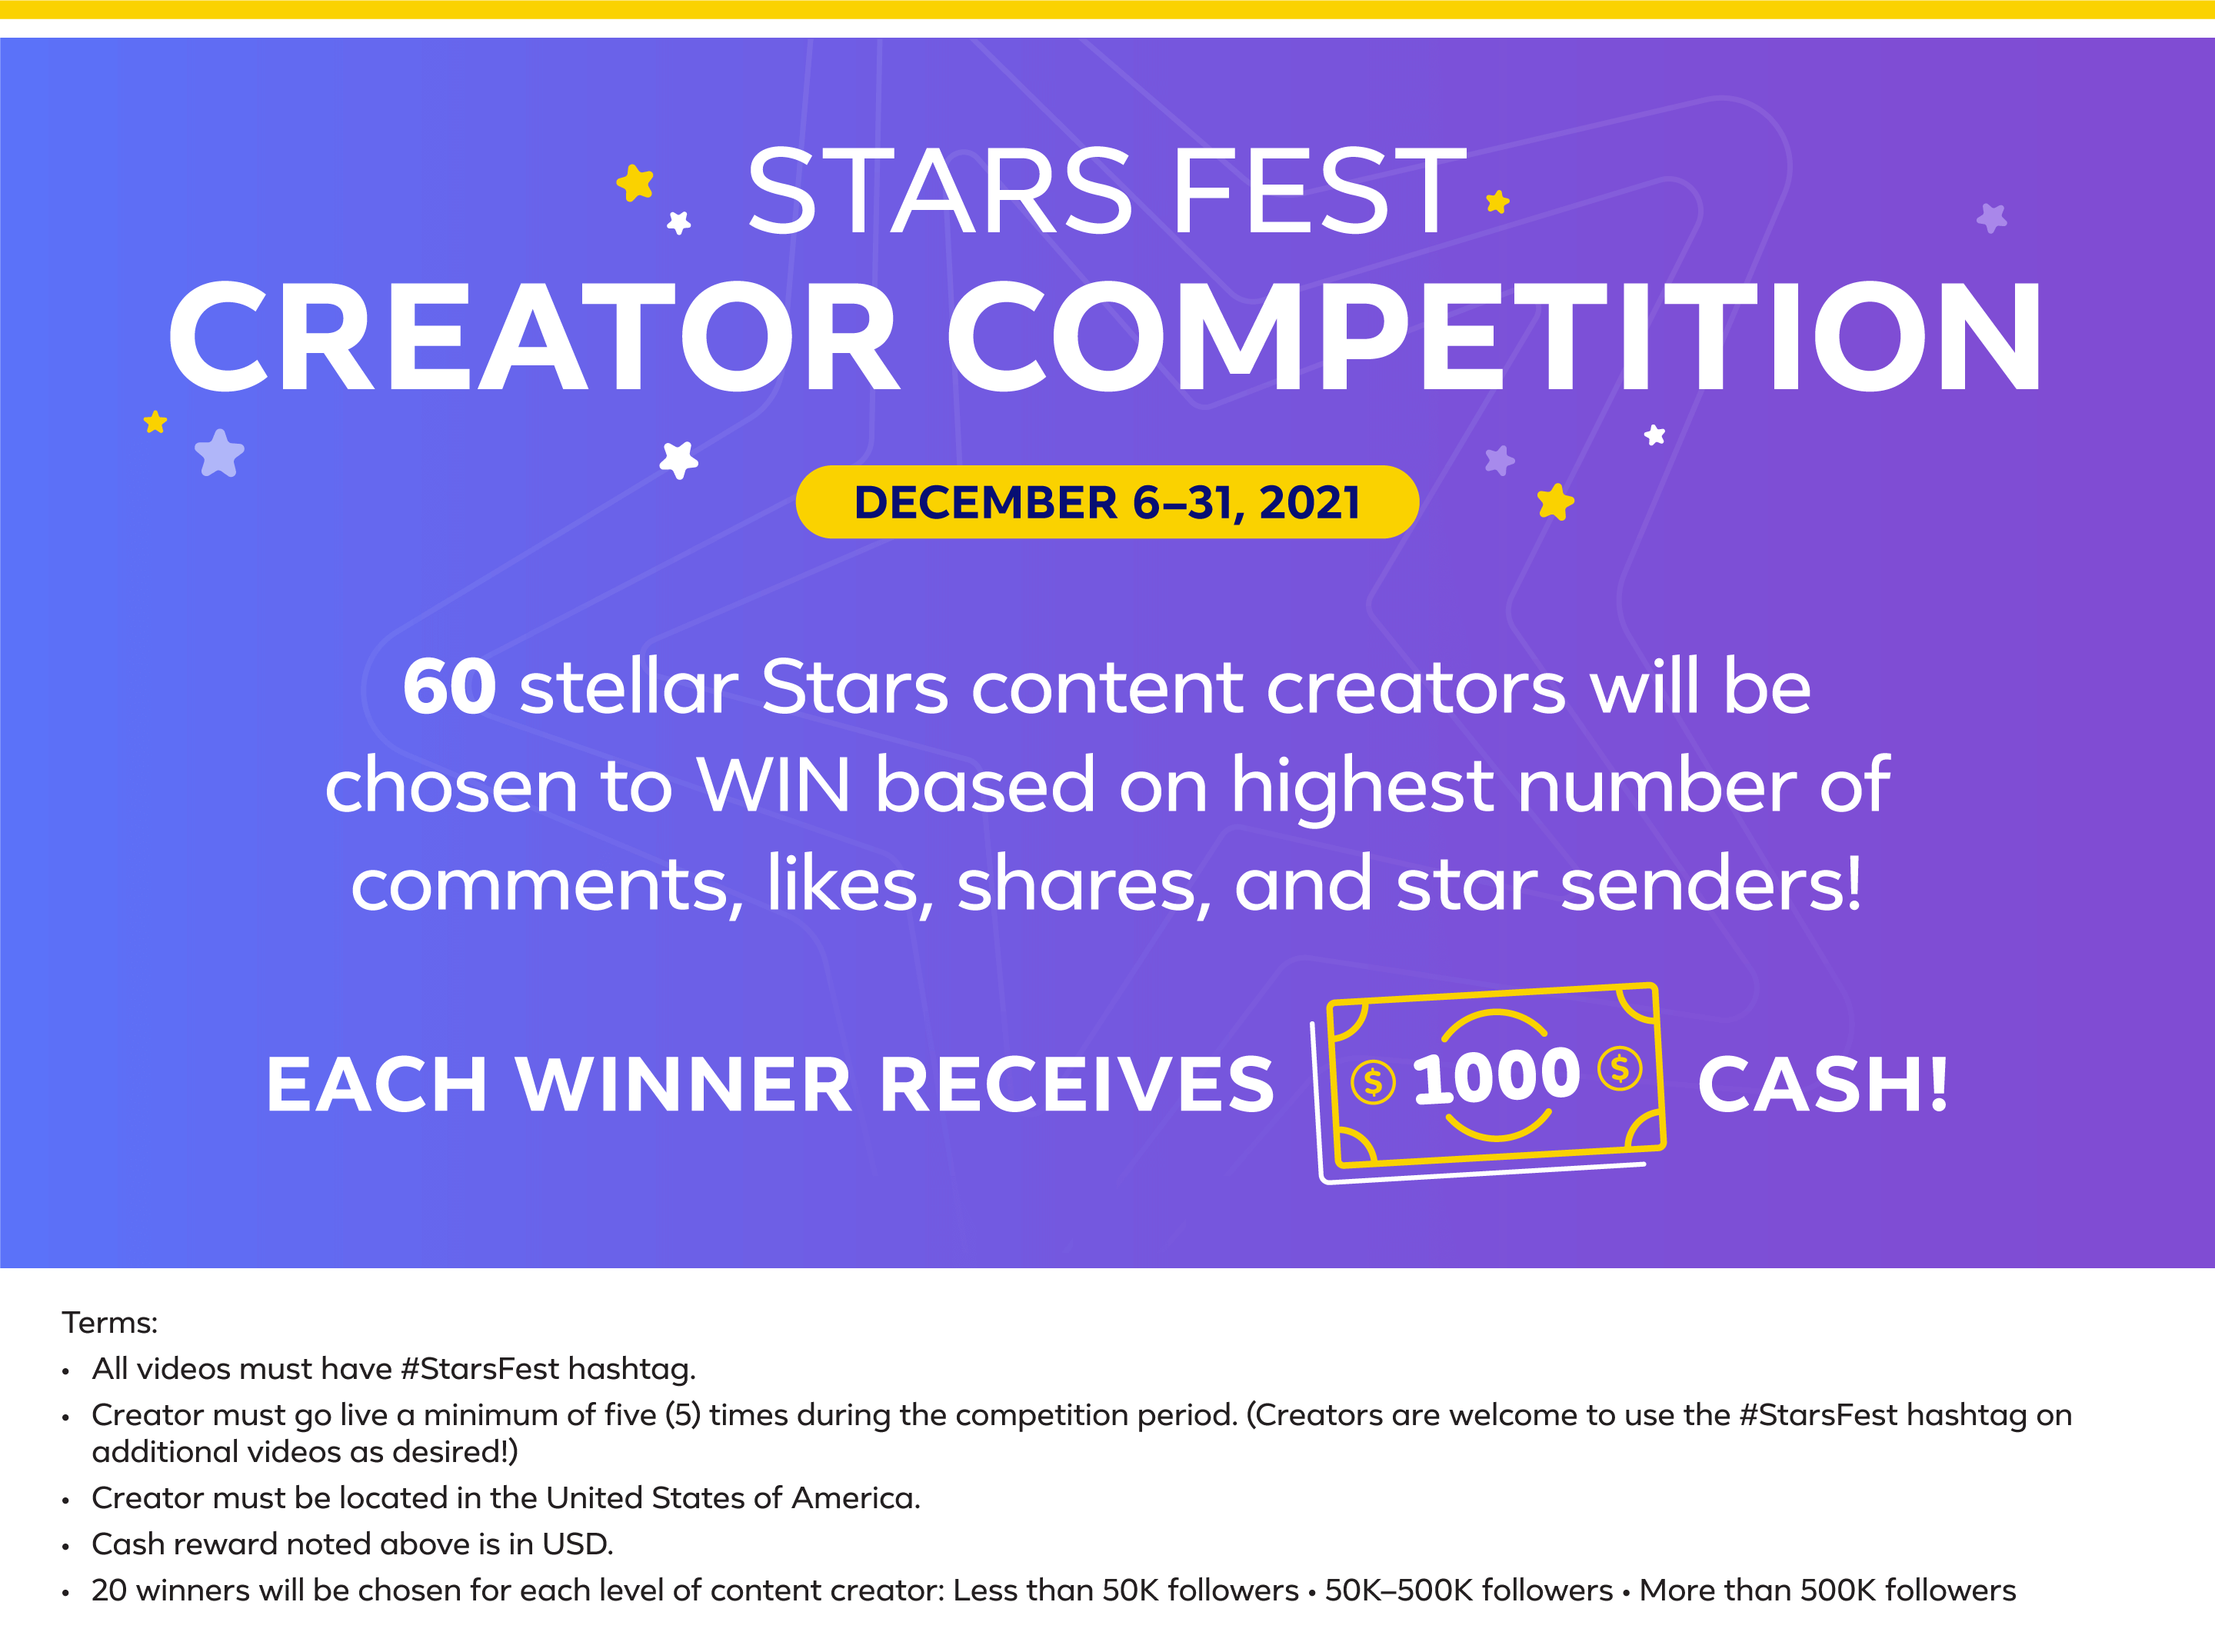 STARS FEST
CREATOR COMPETITION
DECEMBER 6–31, 2021
60 stellar Stars content creators will be
chosen to WIN based on highest number of
comments, likes, shares, and star senders!
EACH WINNER RECEIVES $ 1000 $ CASH!
Terms:
• All videos must have #StarsFest hashtag.
• Creator must go live a minimum of five (5) times during the competition period. (Creators are welcome to use the #StarsFest hashtag on
additional videos as desired!)
• Creator must be located in the United States of America.
• Cash reward noted above is in USD.
• 20 winners will be chosen for each level of content creator: Less than 50K followers • 50K–500K followers • More than 500K followers